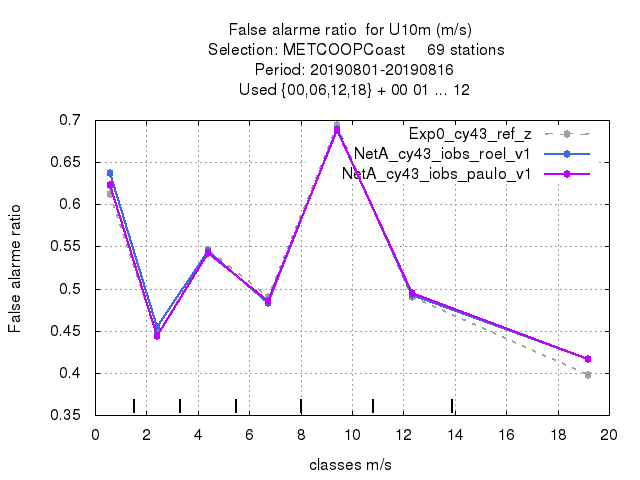 False alarme ratio  for U10m (m/s)
Selection: METCOOPCoast     69 stations
Period: 20190801-20190816
Used {00,06,12,18} + 00 01 ... 12
Exp0_cy43_ref_z
NetA_cy43_iobs_roel_v1
NetA_cy43_iobs_paulo_v1
False alarme ratio
0.7
0.65
0.6
0.55
0.5
0.45
0.4
0.35
0 2 4 6 8 10 12 14 16 18 20
classes m/s